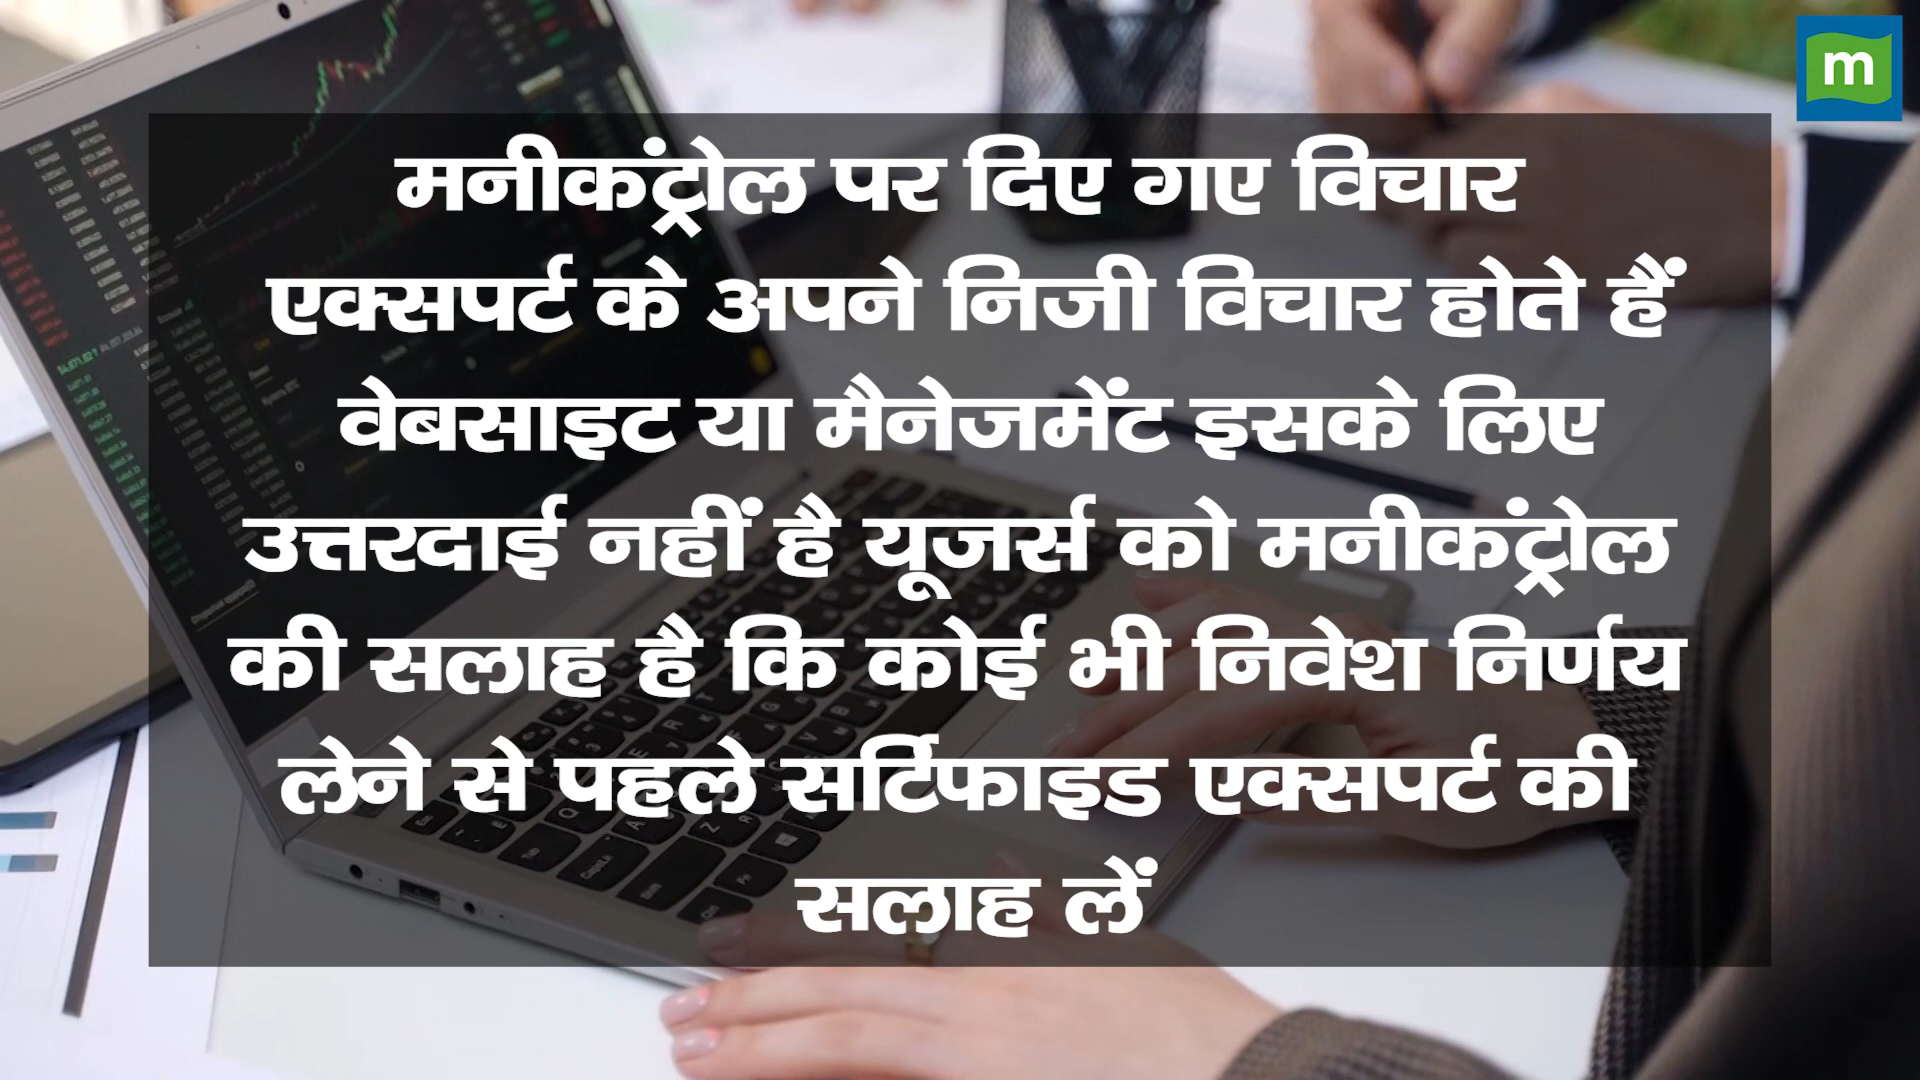 m
मनीकंट्रोल पर दिए गए विचार
एक्सपर्ट के अपने निजी विचार होते हैं
वेबसाइट या मैनेजमेंट इसके लिए
उत्तरदाई नहीं है यूजर्स को मनीकंट्रोल
की सलाह है कि कोई भी निवेश निर्णय
लेने से पहले सर्टिफाइड एक्सपर्ट की
सलाह लें